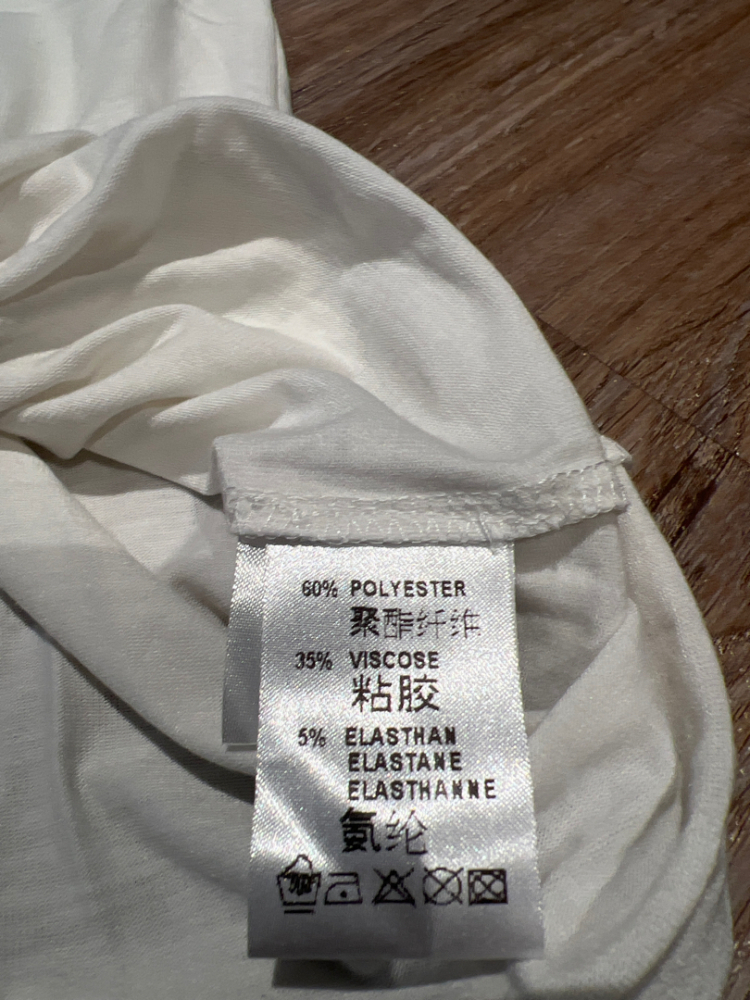 60% POLYESTER
聚酯纤维
35% VISCOSE
粘胶
5% ELASTHAN
ELASTANE
ELASTHANNE
氨纶